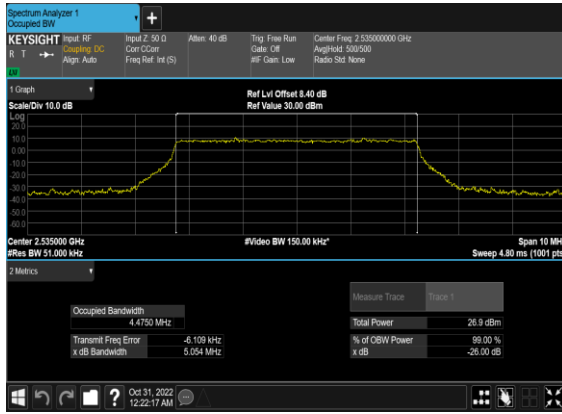 Spectrum Analyzer 1
Occupied BW
KEYSIGHT
R T
LW
Input: RF
Coupling: DC
Align: Auto
Input Z: 50 Ω
Corr CCorr
Freq Ref: Int (S)
Atten: 40 dB
Trig: Free Run
Gate: Off
#IF Gain: Low
Center Freq: 2.535000000 GHz
Avg|Hold: 500/500
Radio Std: None
1 Graph
Scale/Div 10.0 dB
Ref Lvl Offset 8.40 dB
Ref Value 30.00 dBm
Log
20.0
10.0
0.00
-10.0
-20.0
-30.0
-40.0
-50.0
-60.0
Center 2.535000 GHz
#Res BW 51.000 kHz
#Video BW 150.00 kHz*
Span 10 MH
Sweep 4.80 ms (1001 pts
2 Metrics
Measure Trace
Trace 1
Occupied Bandwidth
4.4750 MHz
Total Power
26.9 dBm
Transmit Freq Error
-6.109 kHz
% of OBW Power
99.00 %
x dB Bandwidth
5.054 MHz
x dB
-26.00 dB
?
Oct 31, 2022
12:22:17 AM